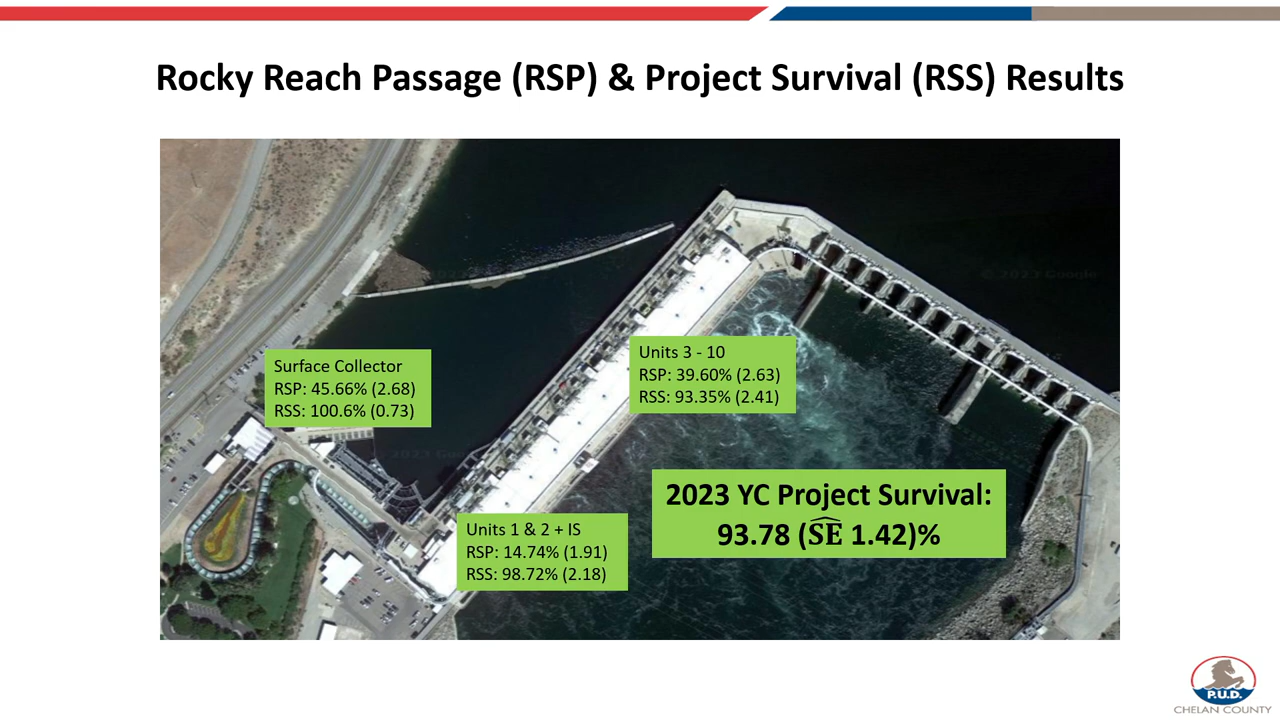 Rocky Reach Passage (RSP) & Project Survival (RSS) Results
Surface Collector
RSP: 45.66% (2.68)
RSS: 100.6% (0.73)
Units 3 - 10
RSP: 39.60% (2.63)
RSS: 93.35% (2.41)
Units 1 & 2 + IS
RSP: 14.74% (1.91)
RSS: 98.72% (2.18)
2023 YC Project Survival:
93.78 (S͡E 1.42)%
© 2023 Google
P.U.D.
CHELAN COUNTY